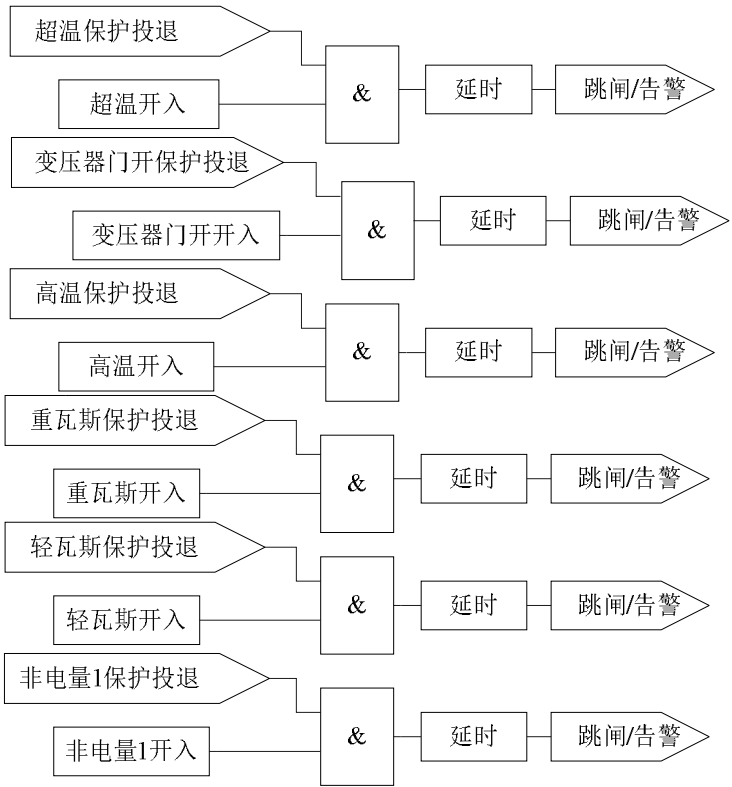 超温保护投退
超温开入
&
延时
跳闸/告警
变压器门开保护投退
变压器门开开入
&
延时
跳闸/告警
高温保护投退
高温开入
&
延时
跳闸/告警
重瓦斯保护投退
重瓦斯开入
&
延时
跳闸/告警
轻瓦斯保护投退
轻瓦斯开入
&
延时
跳闸/告警
非电量1保护投退
非电量1开入
&
延时
跳闸/告警